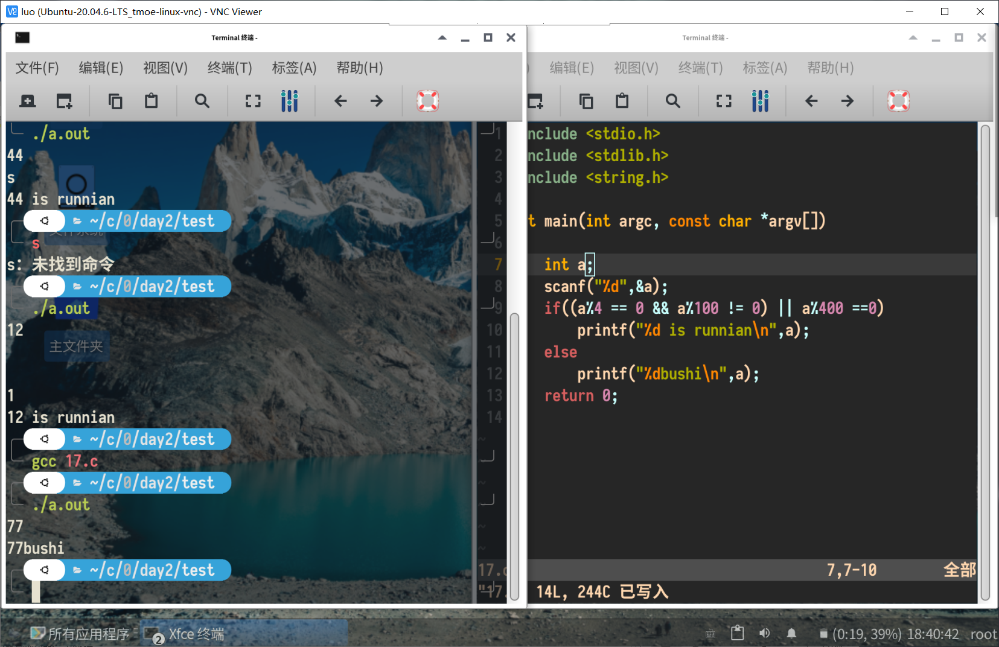 luo (Ubuntu-20.04.6-LTS_tmoe-linux-vnc) - VNC Viewer
Terminal 终端 -
文件(F) 编辑(E) 视图(V) 终端(T) 标签(A) 帮助(H)
./a.out
44
s
44 is runnian
~/c/0/day2/test
文件系统
s
s: 未找到命令
~/c/0/day2/test
./a.out
12
主文件夹
1
12 is runnian
~/c/0/day2/test
gcc 17.c
~/c/0/day2/test
./a.out
77
77bushi
~/c/0/day2/test
Terminal 终端 -
) 编辑(E) 视图(V) 终端(T) 标签(A) 帮助(H)
1 nclude <stdio.h>
2 nclude <stdlib.h>
3 nclude <string.h>
4
5 t main(int argc, const char *argv[])
6
7 int a;
8 scanf("%d",&a);
9 if((a%4 == 0 && a%100 != 0) || a%400 ==0)
10 printf("%d is runnian\n",a);
11 else
12 printf("%dbushi\n",a);
13 return 0;
14
~
~
~
~
~
17.c 7,7-10 全部
"17. 14L, 244C 已写入
所有应用程序 2 Xfce 终端 (0:19, 39%) 18:40:42 root